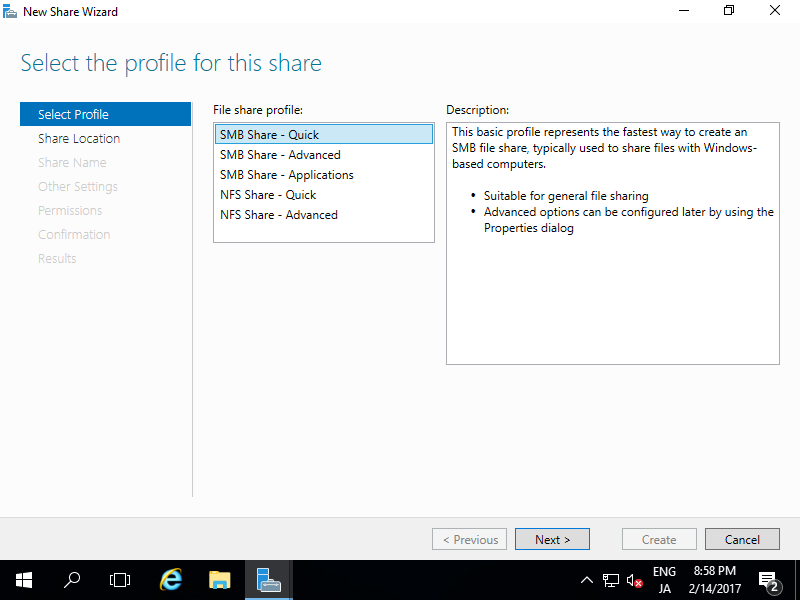 New Share Wizard
Select the profile for this share
Select Profile
Share Location
Share Name
Other Settings
Permissions
Confirmation
Results
File share profile:
SMB Share - Quick
SMB Share - Advanced
SMB Share - Applications
NFS Share - Quick
NFS Share - Advanced
Description:
This basic profile represents the fastest way to create an
SMB file share, typically used to share files with Windows-
based computers.
• Suitable for general file sharing
• Advanced options can be configured later by using the
Properties dialog
< Previous
Next >
Create
Cancel
ENG
JA
8:58 PM
2/14/2017
2